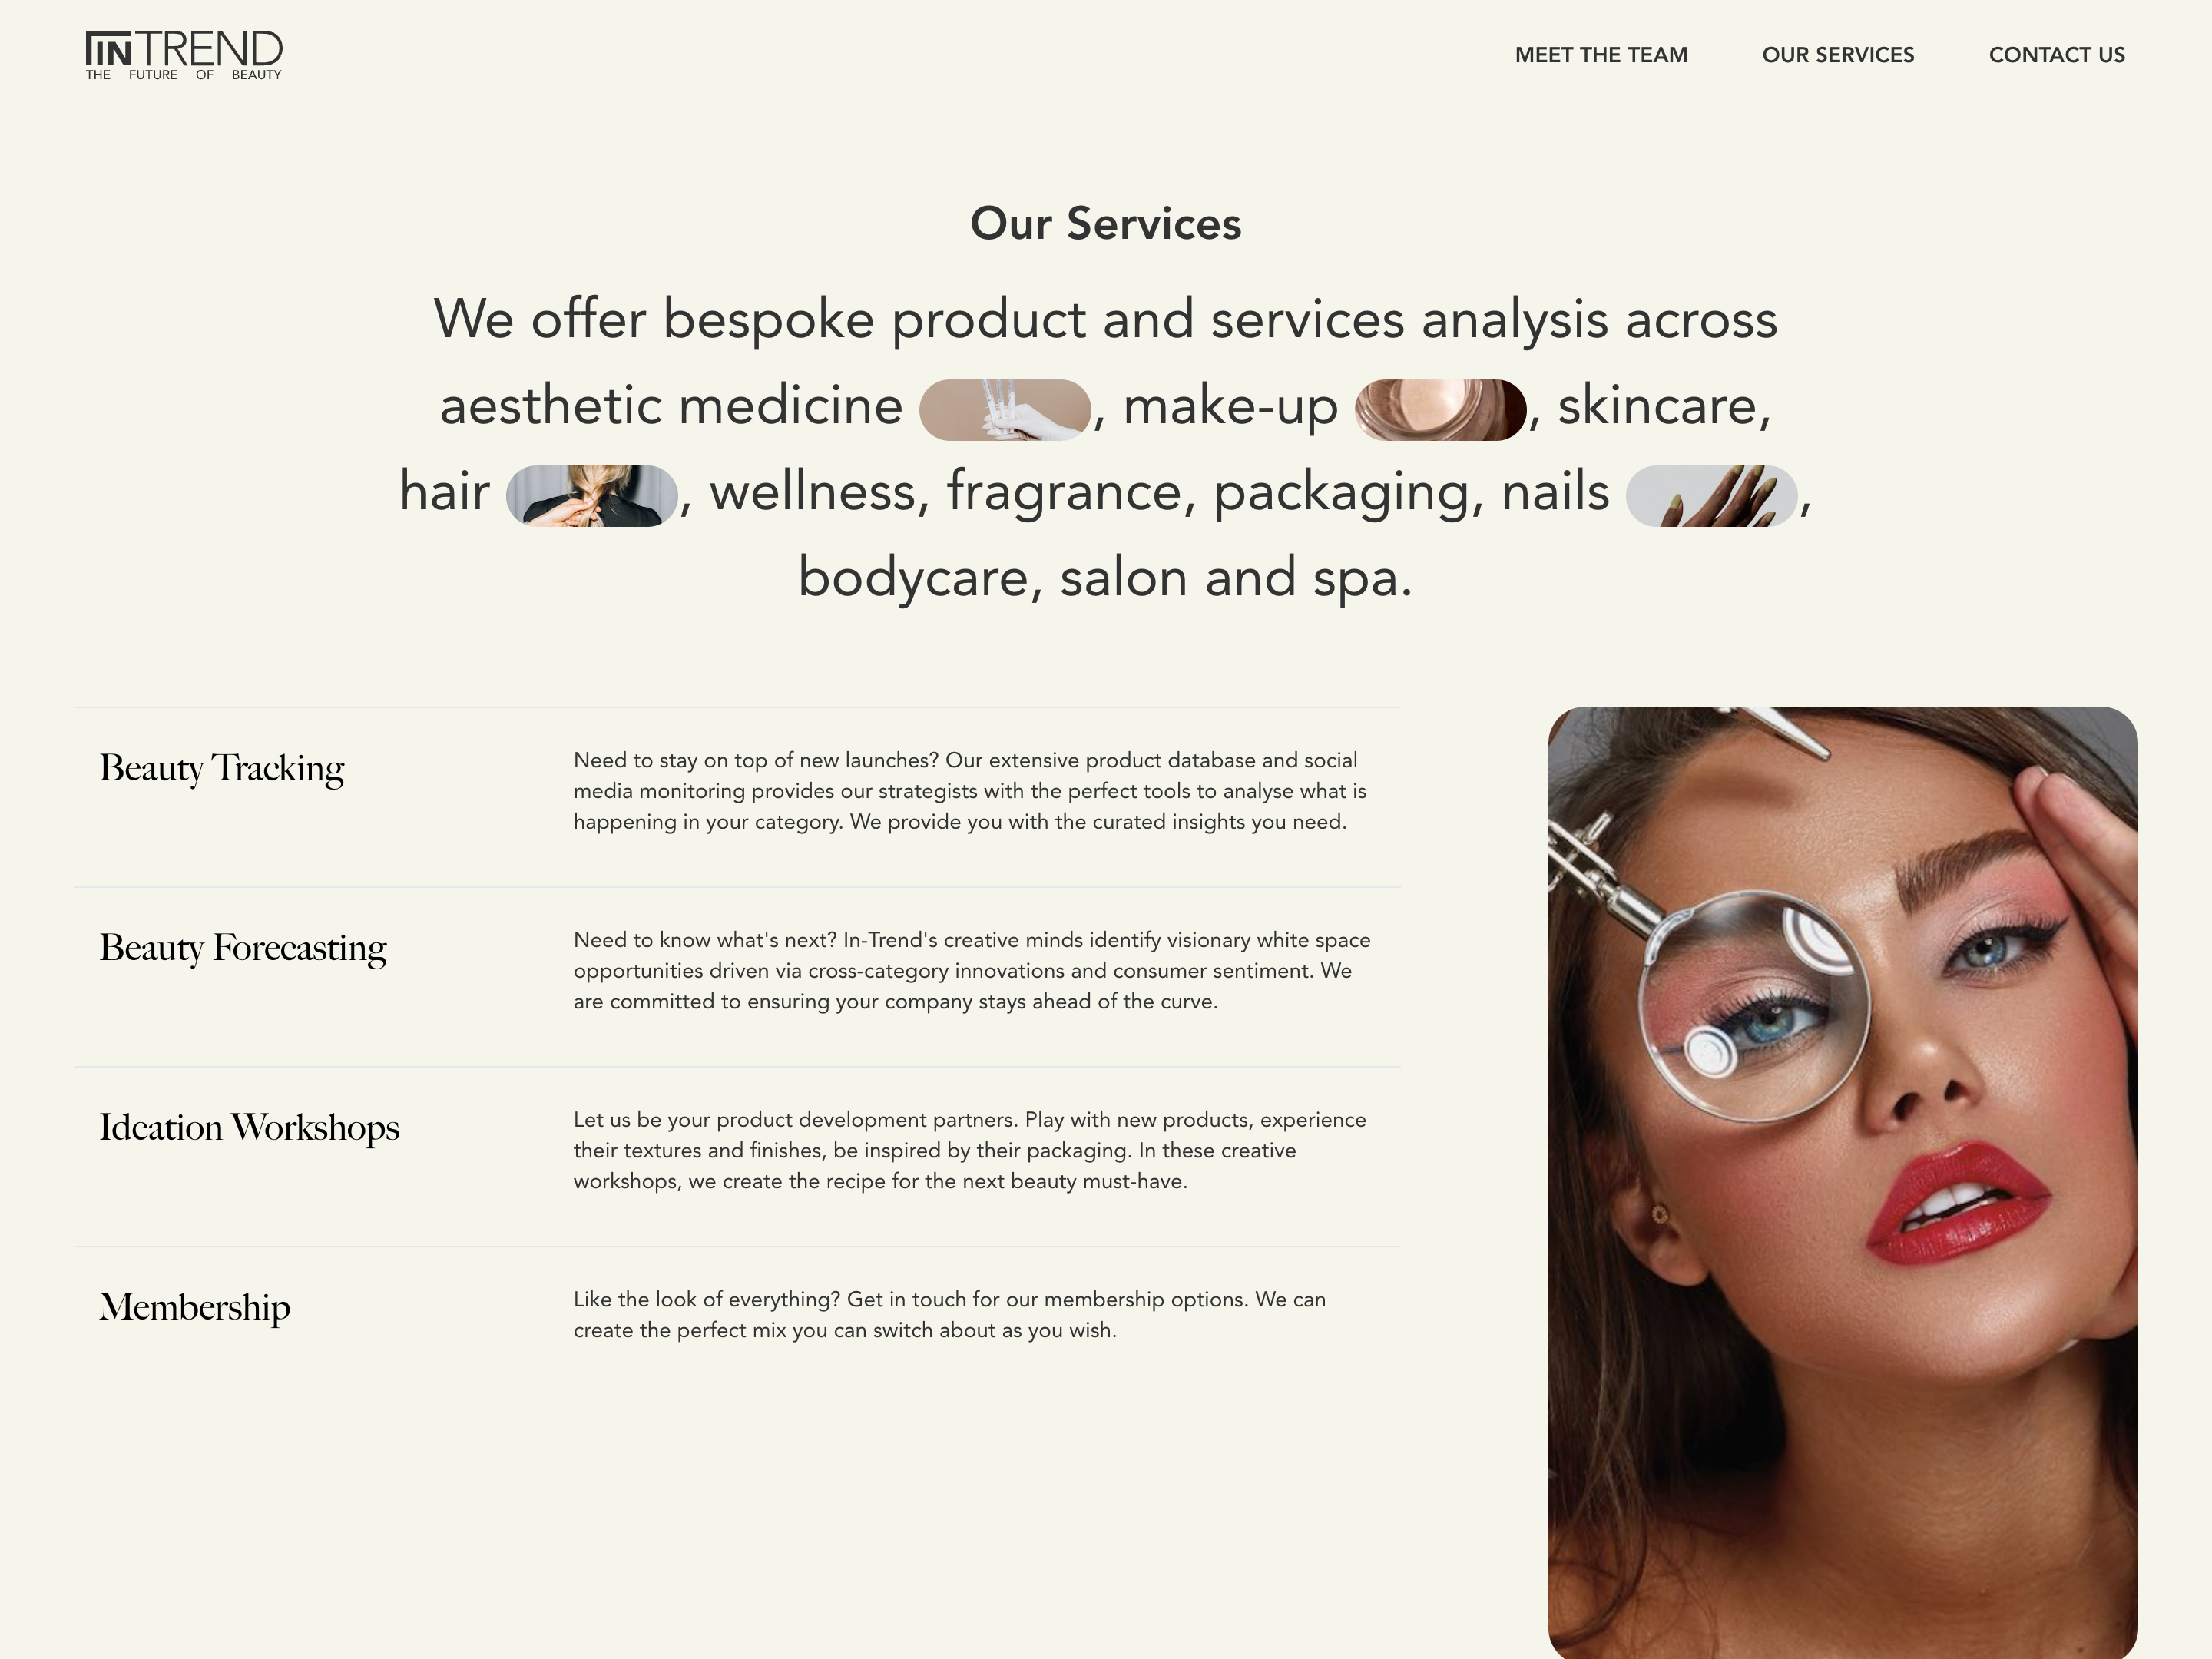 INTREND
THE FUTURE OF BEAUTY
MEET THE TEAM
OUR SERVICES
CONTACT US
Our Services
We offer bespoke product and services analysis across
aesthetic medicine , make-up , skincare,
hair , wellness, fragrance, packaging, nails ,
bodycare, salon and spa.
Beauty Tracking
Need to stay on top of new launches? Our extensive product database and social
media monitoring provides our strategists with the perfect tools to analyse what is
happening in your category. We provide you with the curated insights you need.
Beauty Forecasting
Need to know what's next? In-Trend's creative minds identify visionary white space
opportunities driven via cross-category innovations and consumer sentiment. We
are committed to ensuring your company stays ahead of the curve.
Ideation Workshops
Let us be your product development partners. Play with new products, experience
their textures and finishes, be inspired by their packaging. In these creative
workshops, we create the recipe for the next beauty must-have.
Membership
Like the look of everything? Get in touch for our membership options. We can
create the perfect mix you can switch about as you wish.